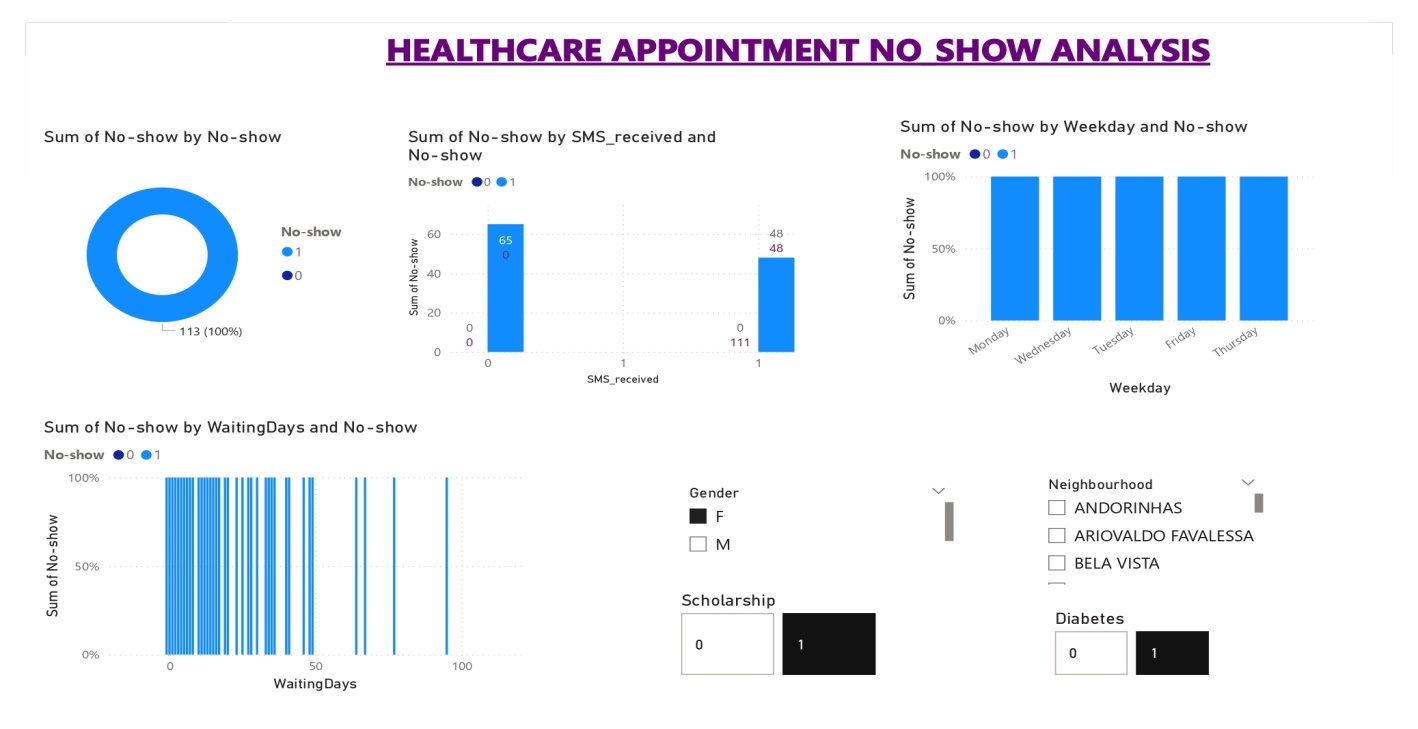 HEALTHCARE APPOINTMENT NO SHOW ANALYSIS
Sum of No-show by No-show
No-show
1
0
113 (100%)
Sum of No-show by SMS_received and
No-show
No-show 0 1
Sum of No-show
60
40
20
0
65
0
0
0
48
48
0
111
0 1 1
SMS_received
Sum of No-show by Weekday and No-show
No-show 0 1
Sum of No-show
100%
50%
0%
Monday
Wednesday
Tuesday
Friday
Thursday
Weekday
Sum of No-show by WaitingDays and No-show
No-show 0 1
Sum of No-show
100%
50%
0%
0 50 100
WaitingDays
Gender
F
M
Neighbourhood
ANDORINHAS
ARIOVALDO FAVALESSA
BELA VISTA
Scholarship
0 1
Diabetes
0 1